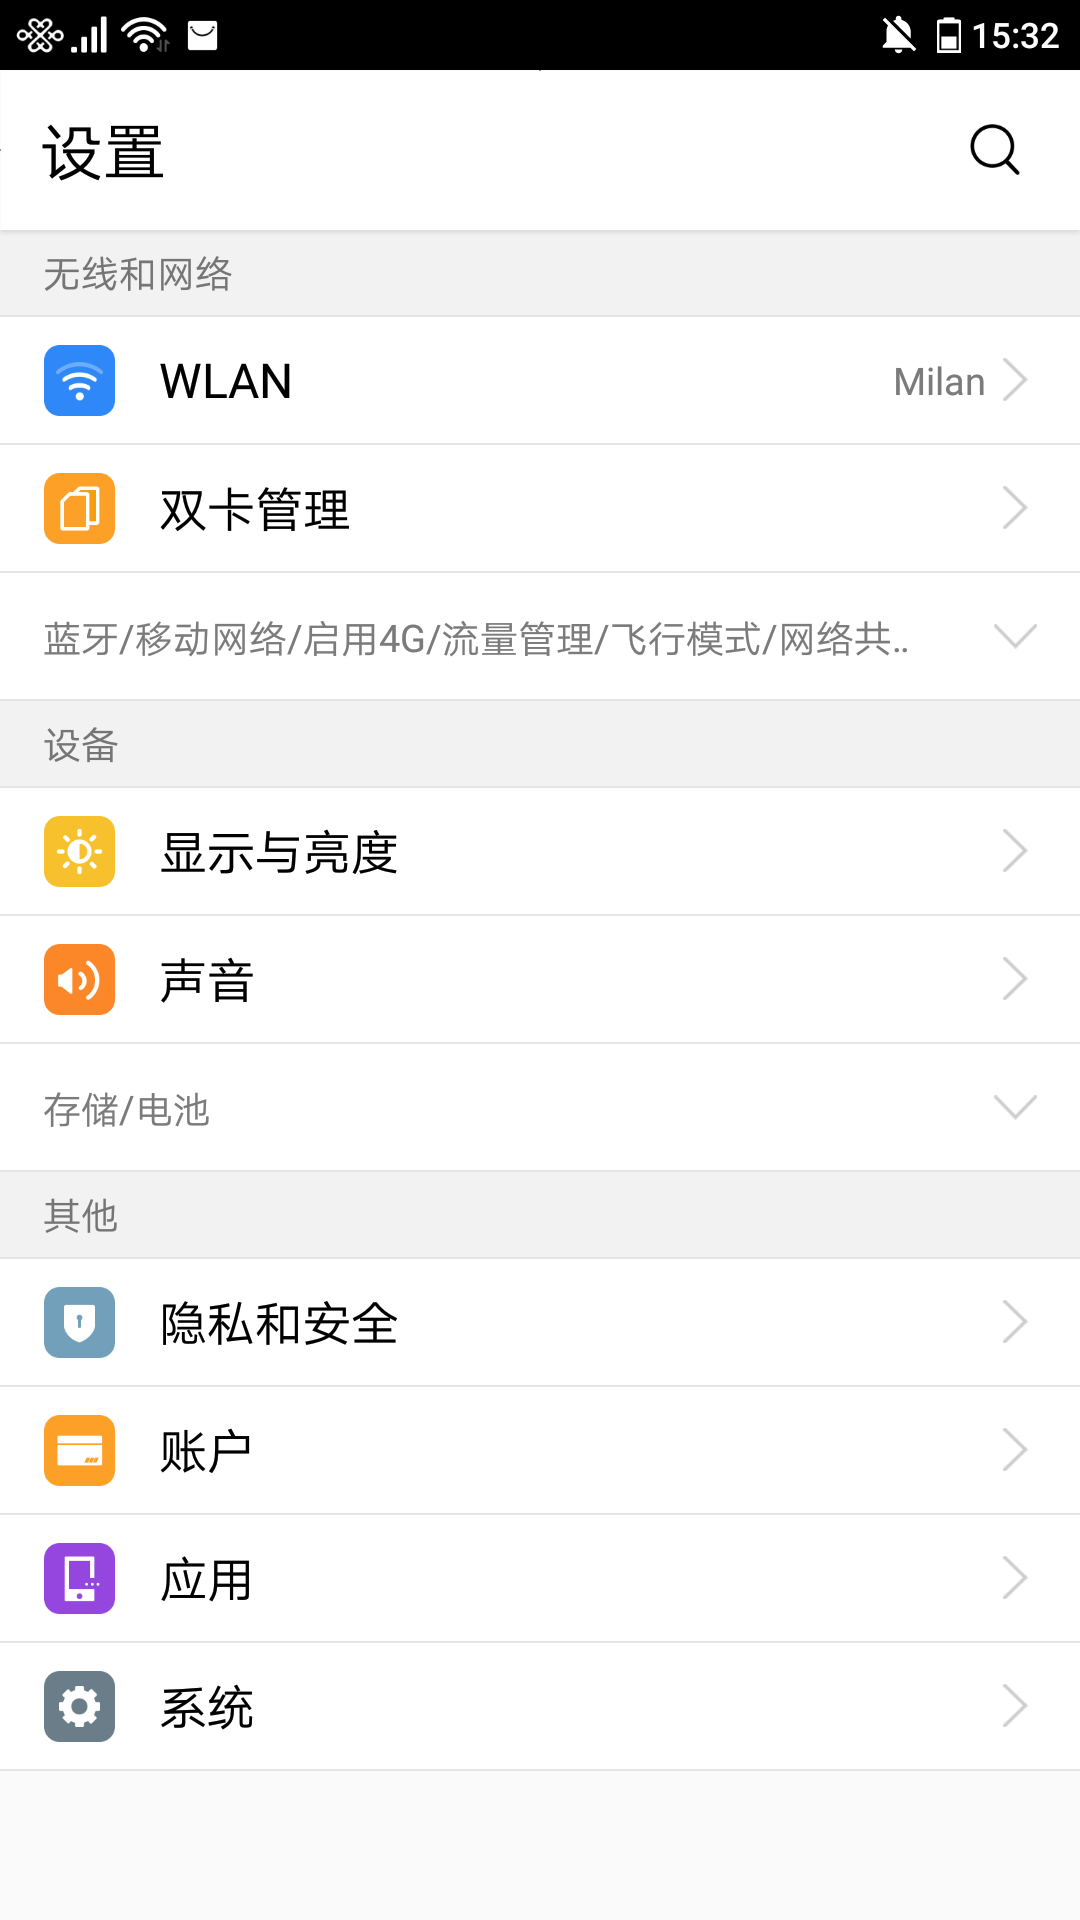 15:32
设置
无线和网络
WLAN Milan
双卡管理
蓝牙/移动网络/启用4G/流量管理/飞行模式/网络共..
设备
显示与亮度
声音
存储/电池
其他
隐私和安全
账户
应用
系统